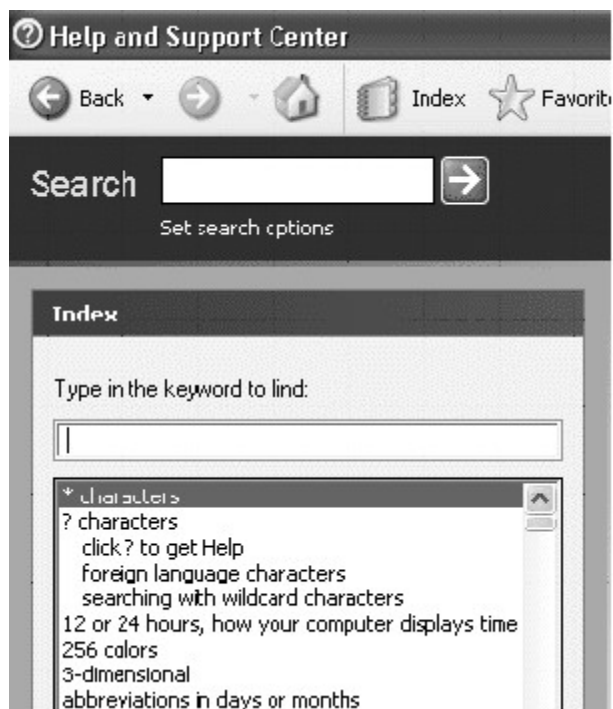 Help and Support Center
Back Index Favorit
Search
Set search options
Index
Type in the keyword to find:
* characters
? characters
click ? to get Help
foreign language characters
searching with wildcard characters
12 or 24 hours, how your computer displays time
256 colors
3-dimensional
abbreviations in days or months